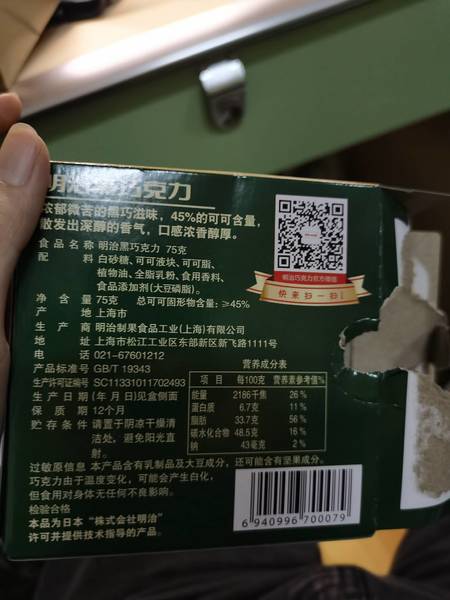 明治黑巧克力
浓郁微苦的黑巧滋味，45%的可可含量，
散发出深醇的香气，口感浓香醇厚。
食品名称 明治黑巧克力 75克
配料 白砂糖、可可液块、可可脂、
植物油、全脂乳粉、食用香料、
食品添加剂(大豆磷脂)。
净含量 75克 总可可固形物含量：≥45%
产地 上海市
生产商 明治制果食品工业(上海)有限公司
地址 上海市松江工业区东部新区新飞路1111号
电话 021-67601212
产品标准号 GB/T 19343
生产许可证编号 SC11331011702493
生产日期 (年月日)见盒侧面
保质期 12个月
贮存条件 请置于阴凉干燥清
洁处，避免阳光直
射。
过敏原信息 本产品含有乳制品及大豆成分，还可能含有坚果成分。
巧克力由于温度变化，可能会产生白化，
但食用对身体无任何不良影响。
检验合格
本品为日本“株式会社明治”
许可并提供技术指导的产品。
明治巧克力官方微信
快来扫一扫！
营养成分表
项目 每100克 营养素参考值%
能量 2186千焦 26%
蛋白质 6.7克 11%
脂肪 33.7克 56%
碳水化合物 48.5克 16%
钠 43毫克 2%
6 940996 700079